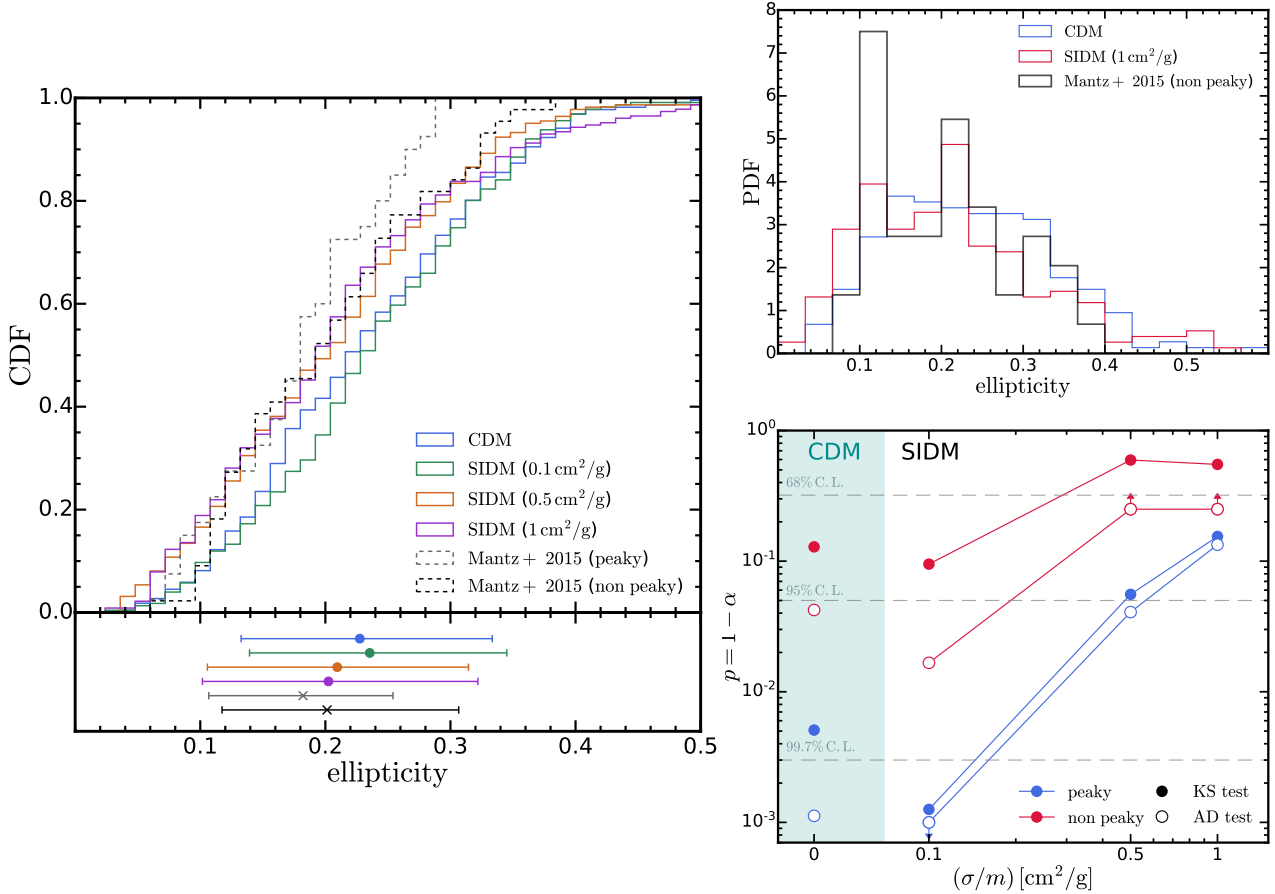 CDF
1.0
0.8
0.6
0.4
0.2
0.0
CDM
SIDM (0.1 cm²/g)
SIDM (0.5 cm²/g)
SIDM (1 cm²/g)
Mantz+ 2015 (peaky)
Mantz+ 2015 (non peaky)
0.1 0.2 0.3 0.4 0.5
ellipticity
PDF
8
7
6
5
4
3
2
1
0
CDM
SIDM (1 cm²/g)
Mantz+ 2015 (non peaky)
0.1 0.2 0.3 0.4 0.5
ellipticity
p = 1 − α
10⁰
10⁻¹
10⁻²
10⁻³
CDM SIDM
68% C.L.
95% C.L.
99.7% C.L.
peaky KS test
non peaky AD test
0 0.1 0.5 1
(σ/m) [cm²/g]